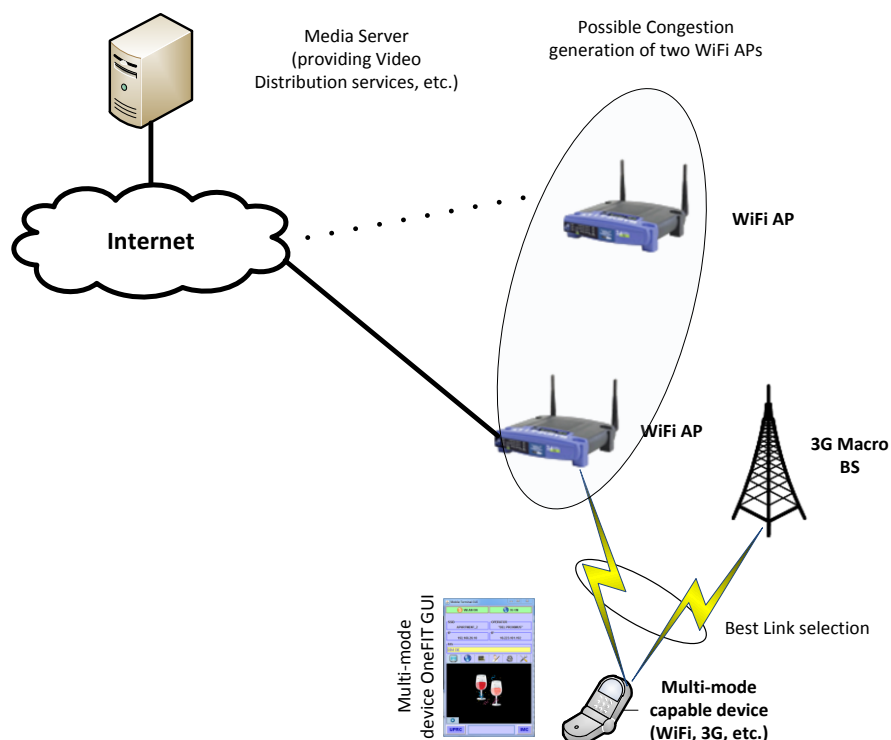 Media Server
(providing Video
Distribution services, etc.)
Possible Congestion
generation of two WiFi APs
Internet
WiFi AP
WiFi AP
3G Macro
BS
Best Link selection
Multi-mode
device OneFIT GUI
Multi-mode
capable device
(WiFi, 3G, etc.)